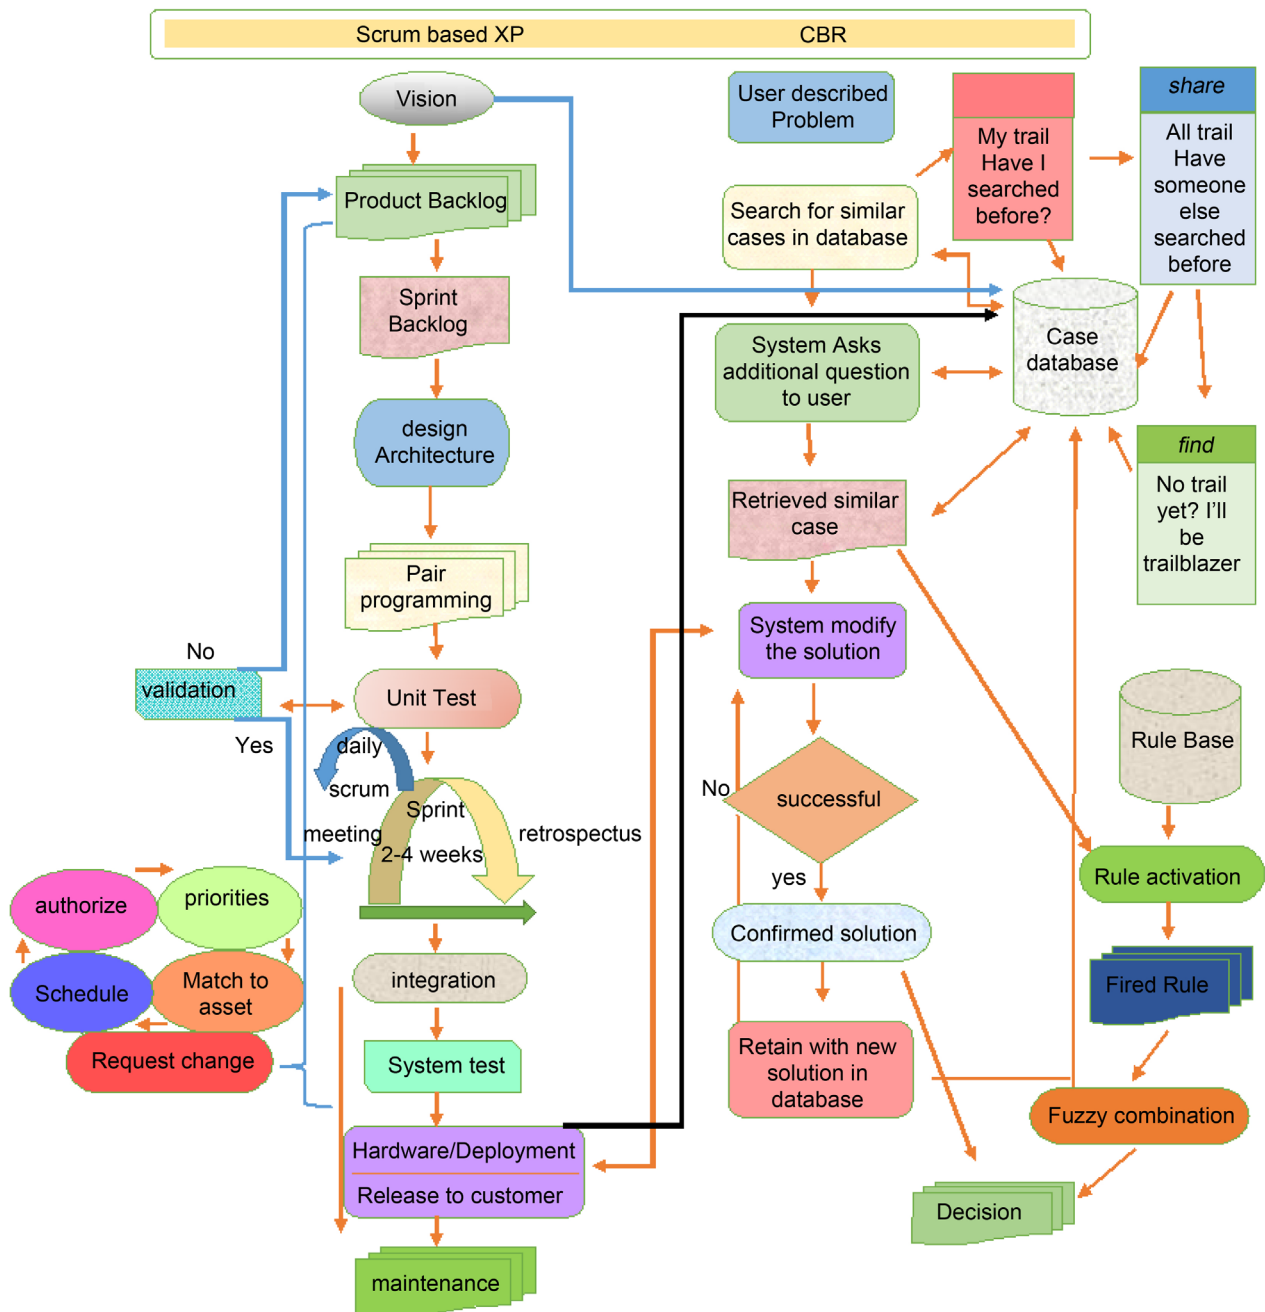 Scrum based XP
CBR
Vision
Product Backlog
Sprint
Backlog
design
Architecture
Pair
programming
No
validation
Yes
Unit Test
daily
scrum
meeting
Sprint
2-4 weeks
retrospectus
authorize
priorities
Schedule
Match to
asset
Request change
integration
System test
Hardware/Deployment
Release to customer
maintenance
User described
Problem
Search for similar
cases in database
System Asks
additional question
to user
Retrieved similar
case
System modify
the solution
No
successful
yes
Confirmed solution
Retain with new
solution in
database
My trail
Have I
searched
before?
share
All trail
Have
someone
else
searched
before
Case
database
find
No trail
yet? I'll
be
trailblazer
Rule Base
Rule activation
Fired Rule
Fuzzy combination
Decision